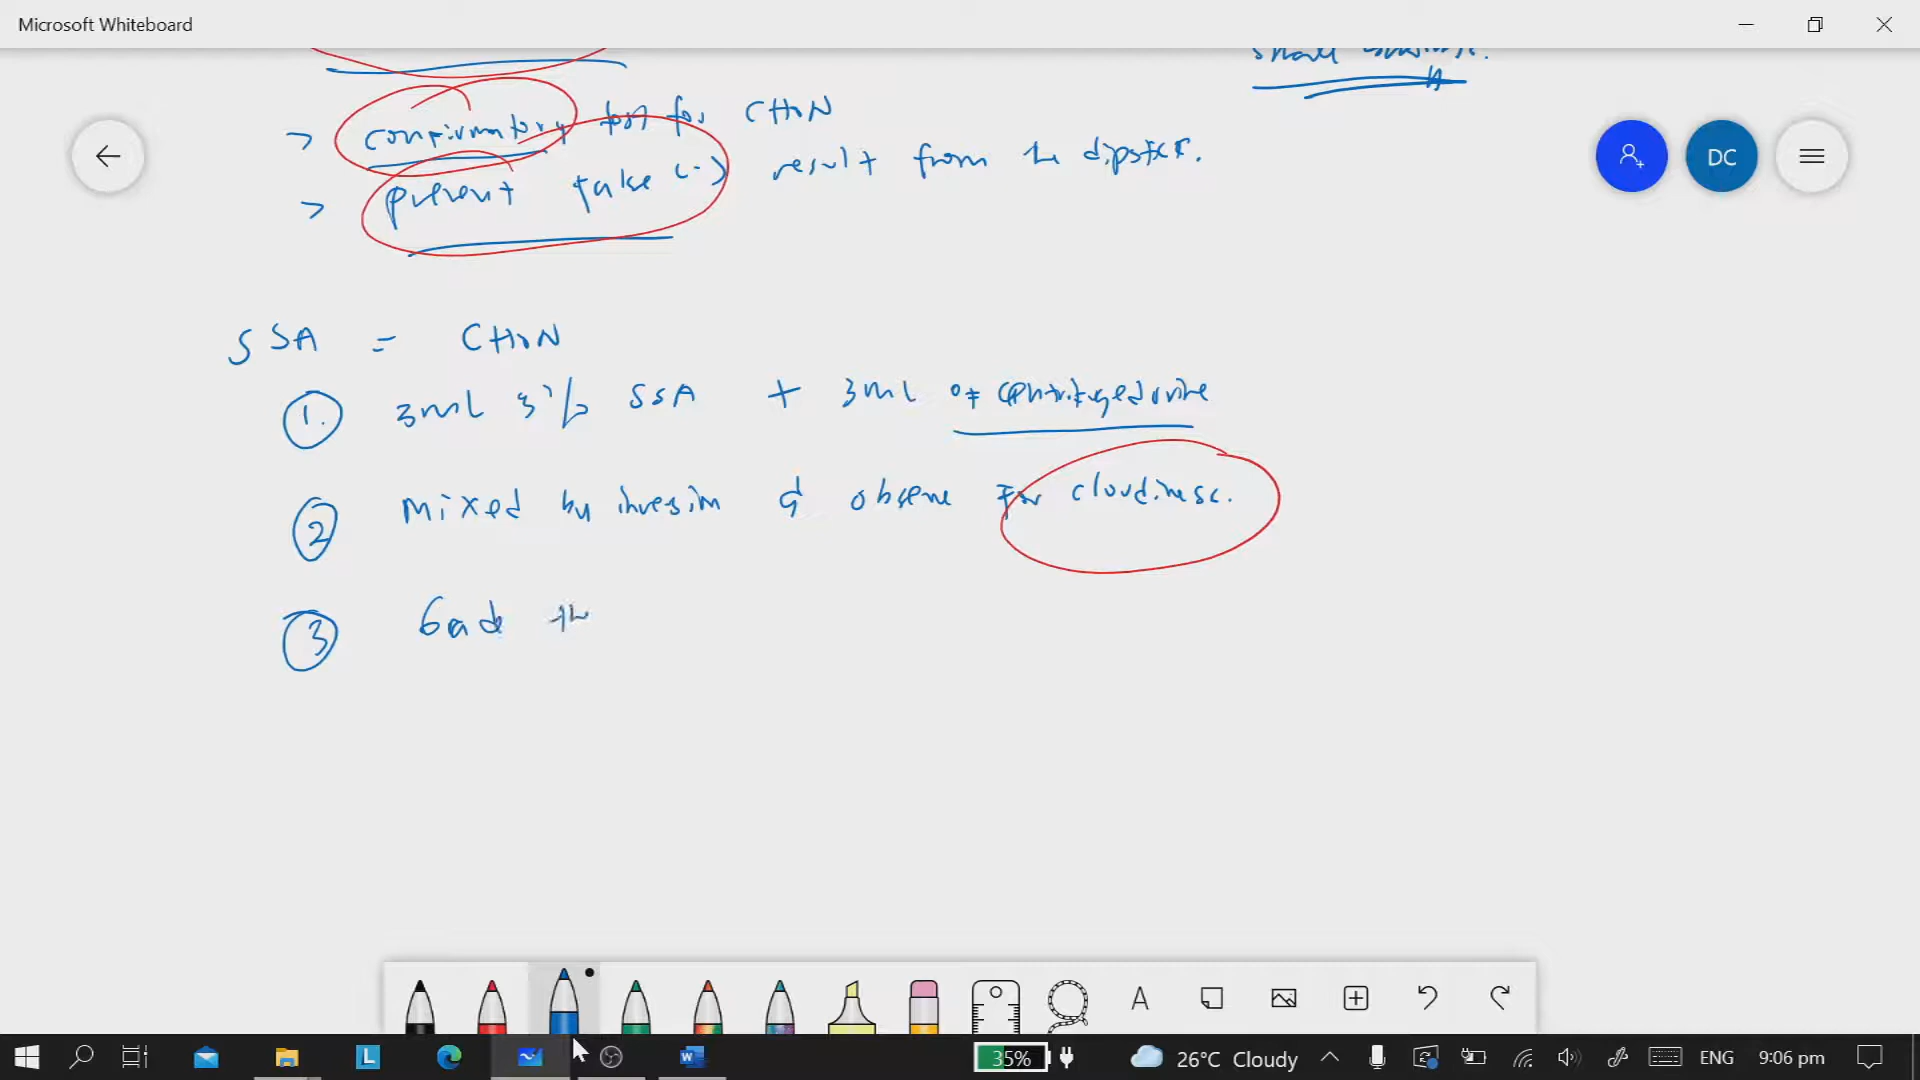 Microsoft Whiteboard
> confirmatory test for CHON
> prevent false (-) result from the dipstick.
DC
SSA = CHON
1. 3mL 3% SSA + 3mL of centrifuged urine
2 Mixed by inversion & observe for cloudiness.
3
A
35%
26°C Cloudy
ENG
9:06 pm